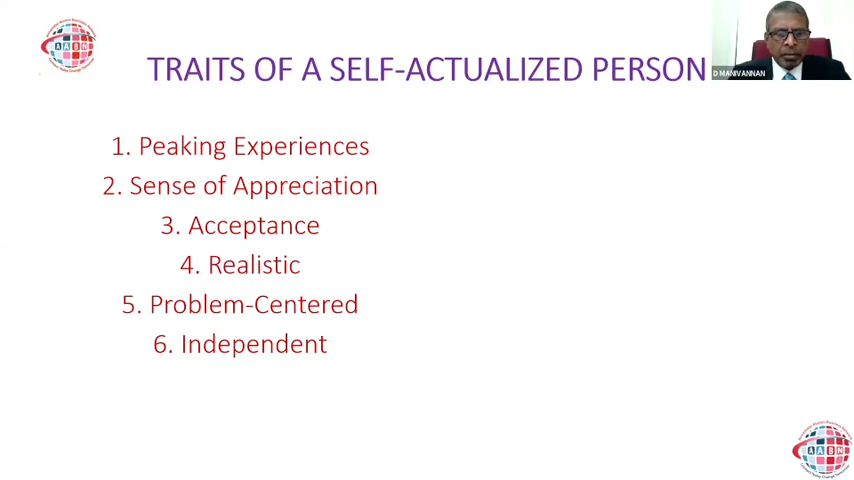 AABN
TRAITS OF A SELF-ACTUALIZED PERSON
D MANIVANNAN
1. Peaking Experiences
2. Sense of Appreciation
3. Acceptance
4. Realistic
5. Problem-Centered
6. Independent
AABN